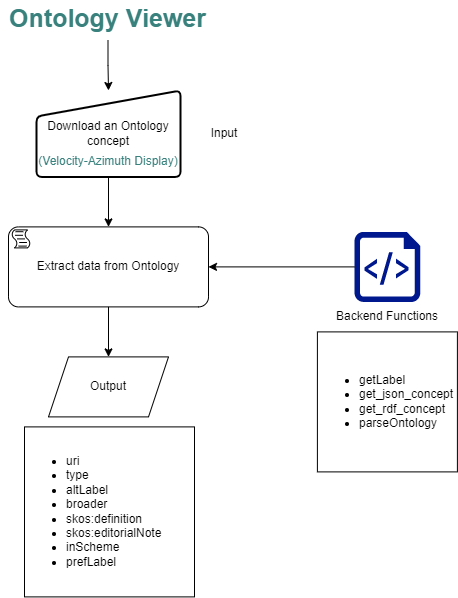 Ontology Viewer
Download an Ontology
concept
(Velocity-Azimuth Display)
Input
Extract data from Ontology
</>
Backend Functions
Output
• getLabel
• get_json_concept
• get_rdf_concept
• parseOntology
• uri
• type
• altLabel
• broader
• skos:definition
• skos:editorialNote
• inScheme
• prefLabel